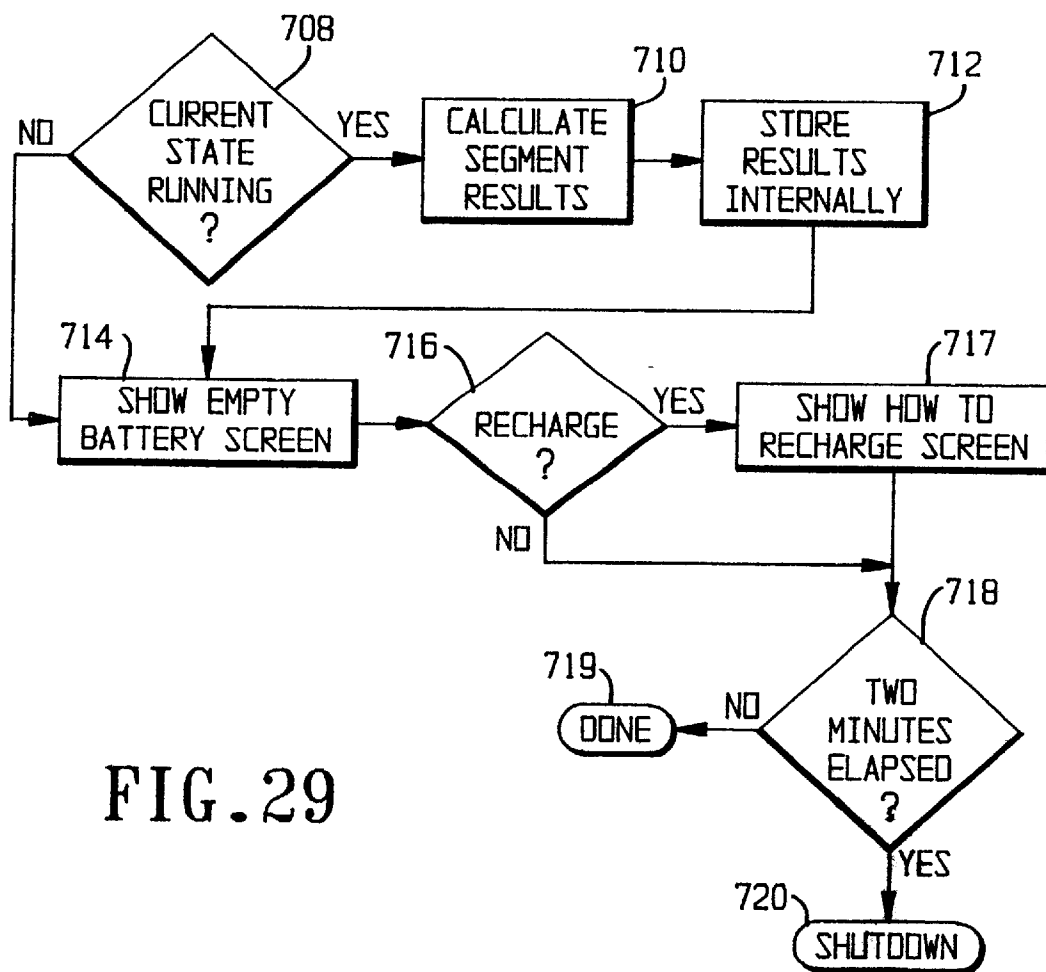 708
CURRENT
STATE
RUNNING
?
NO
YES
710
CALCULATE
SEGMENT
RESULTS
712
STORE
RESULTS
INTERNALLY
714
SHOW EMPTY
BATTERY SCREEN
716
RECHARGE
?
YES
NO
717
SHOW HOW TO
RECHARGE SCREEN
718
TWO
MINUTES
ELAPSED
?
NO
719
DONE
YES
720
SHUTDOWN
FIG.29